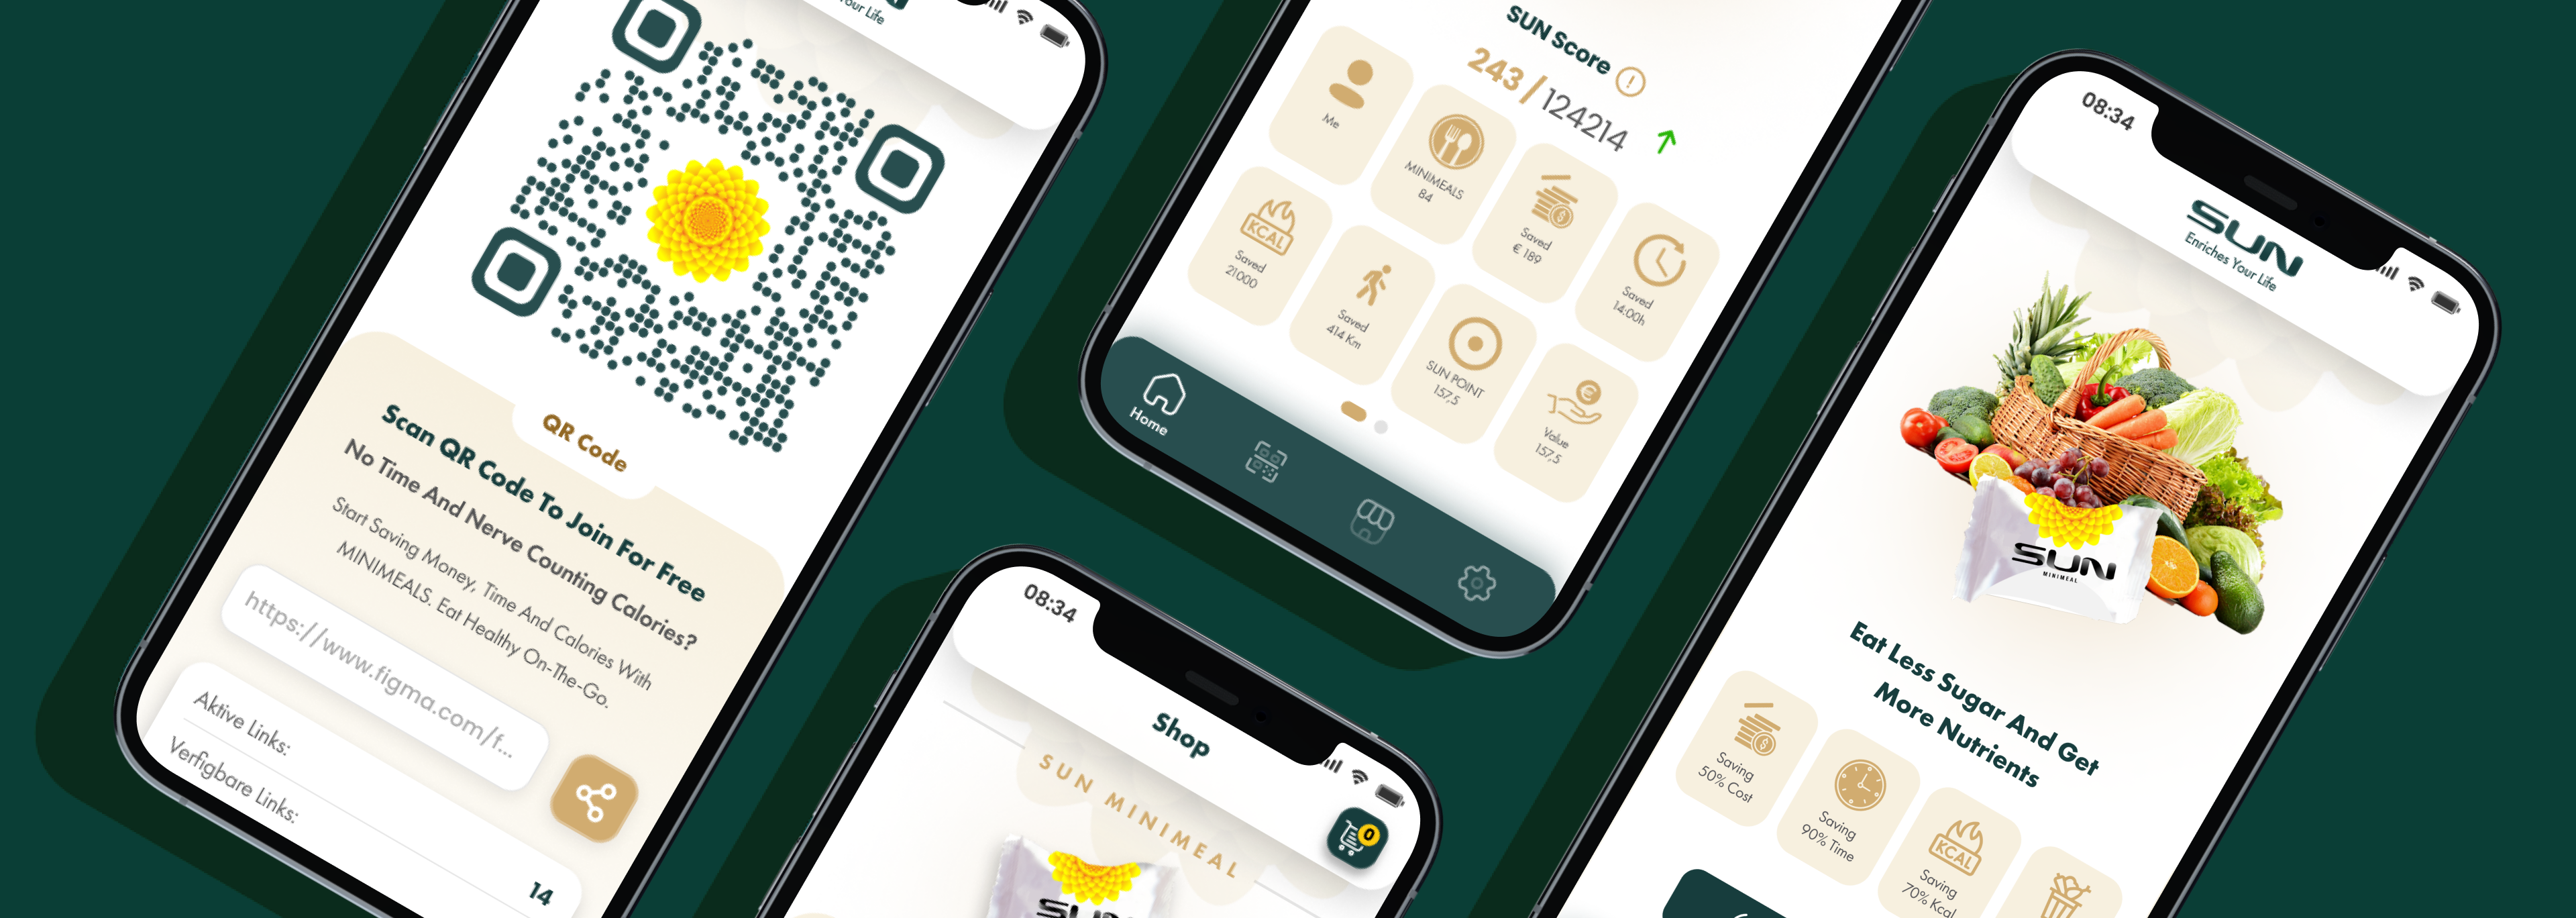 Your Life
QR Code
Scan QR Code To Join For Free
No Time And Nerve Counting Calories?
Start Saving Money, Time And Calories With
MINIMEALS. Eat Healthy On-The-Go.
https://www.figma.com/f...
Aktive Links:
Verfigbare Links:
14
SUN Score
243 / 124214
Me
MINIMEALS
84
Saved
€ 189
Saved
14:00h
KCAL
Saved
21000
Saved
414 Km
SUN POINT
157,5
Value
157,5
Home
08:34
Shop
0
SUN MINIMEAL
SUN
08:34
SUN
Enriches Your Life
SUN
MINIMEAL
Eat Less Sugar And Get
More Nutrients
Saving
50% Cost
Saving
90% Time
KCAL
Saving
70% Kcal